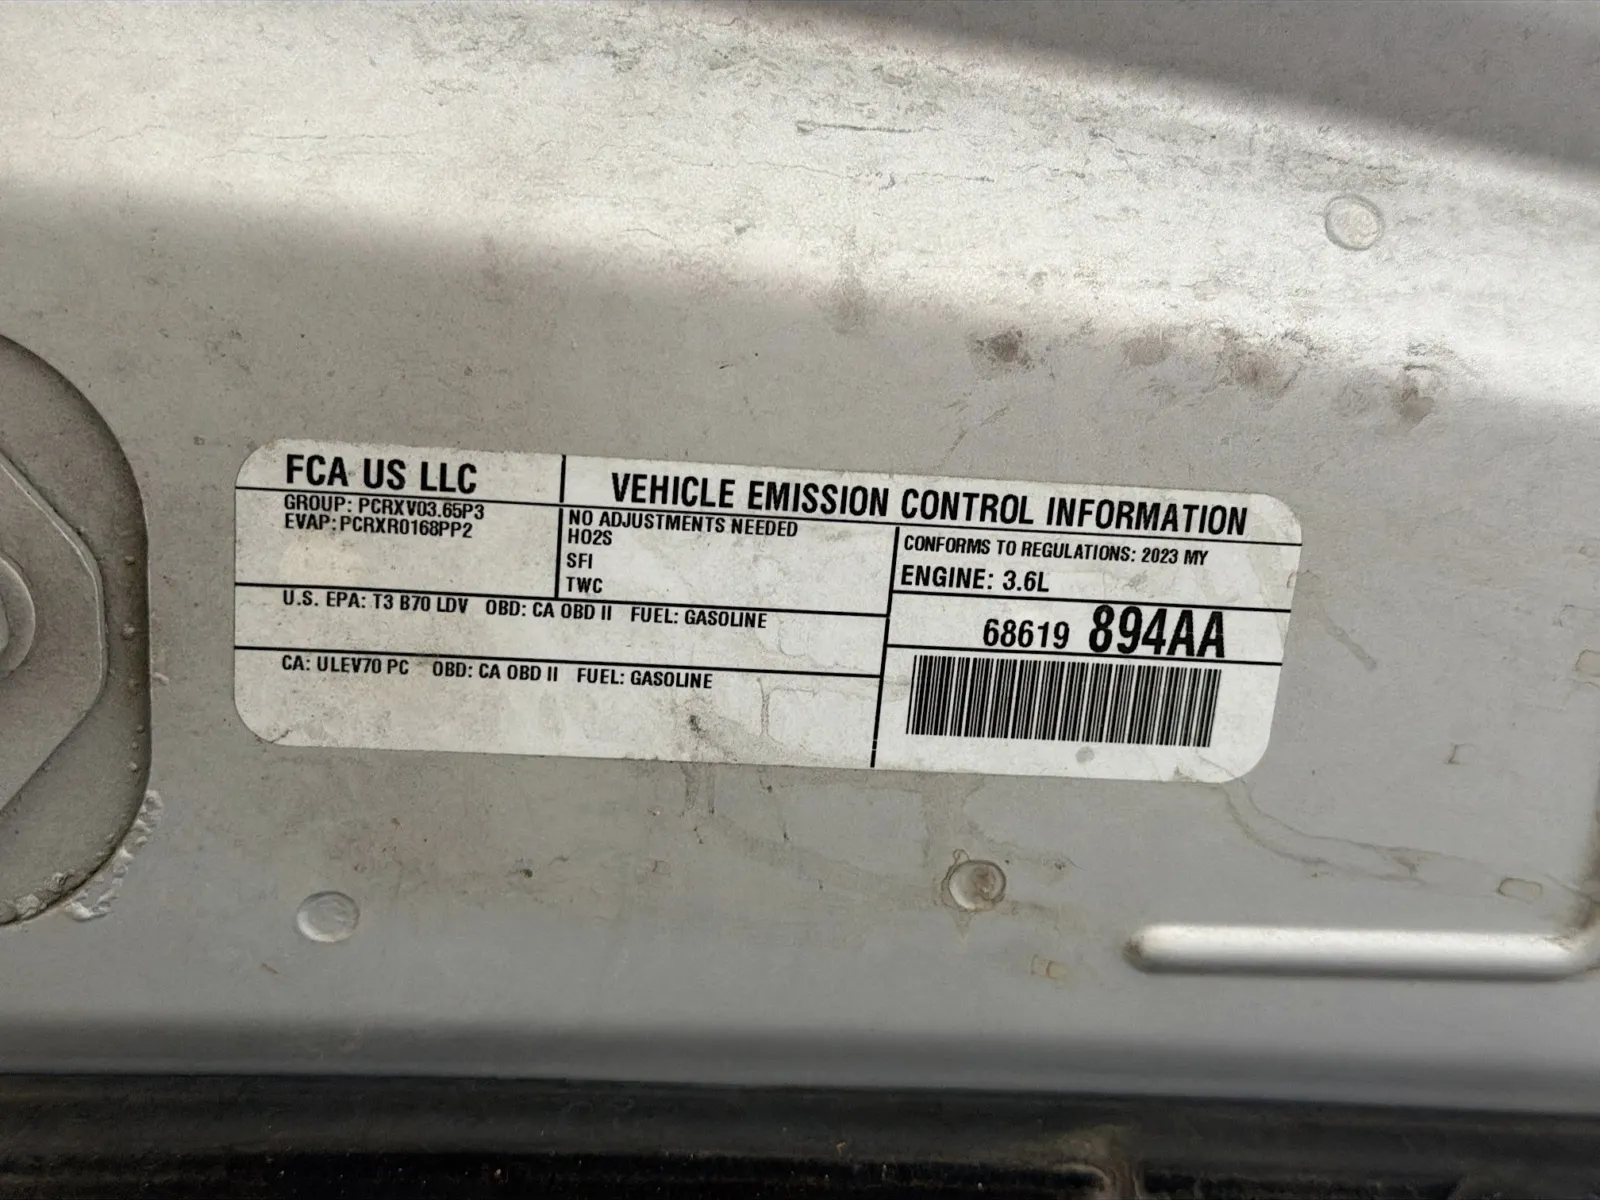 FCA US LLC
VEHICLE EMISSION CONTROL INFORMATION
GROUP: PCRXV03.65P3
EVAP: PCRXR0168PP2
NO ADJUSTMENTS NEEDED
HO2S
SFI
TWC
CONFORMS TO REGULATIONS: 2023 MY
ENGINE: 3.6L
U.S. EPA: T3 B70 LDV OBD: CA OBD II FUEL: GASOLINE
68619 894AA
CA: ULEV70 PC OBD: CA OBD II FUEL: GASOLINE